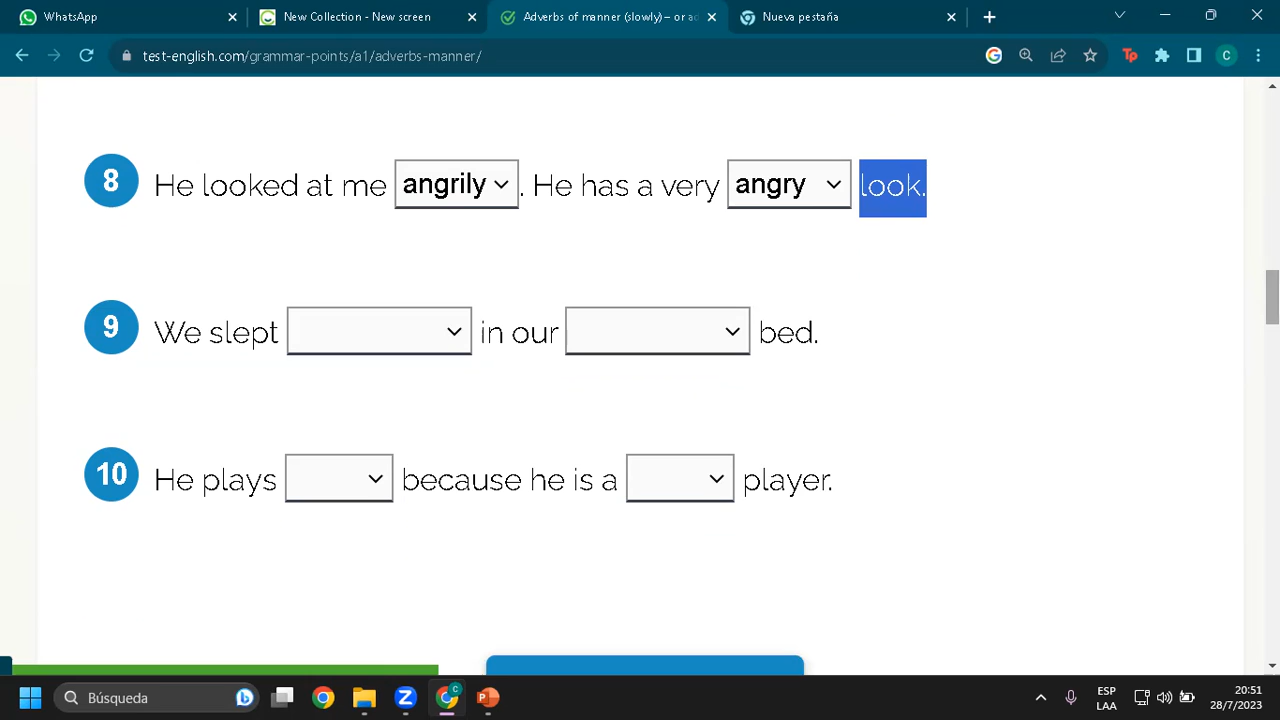 WhatsApp
New Collection - New screen
Adverbs of manner (slowly) – or ad
Nueva pestaña
test-english.com/grammar-points/a1/adverbs-manner/
Tp
C
8 He looked at me angrily . He has a very angry look.
9 We slept in our bed.
10 He plays because he is a player.
Búsqueda
C
ESP
LAA
20:51
28/7/2023